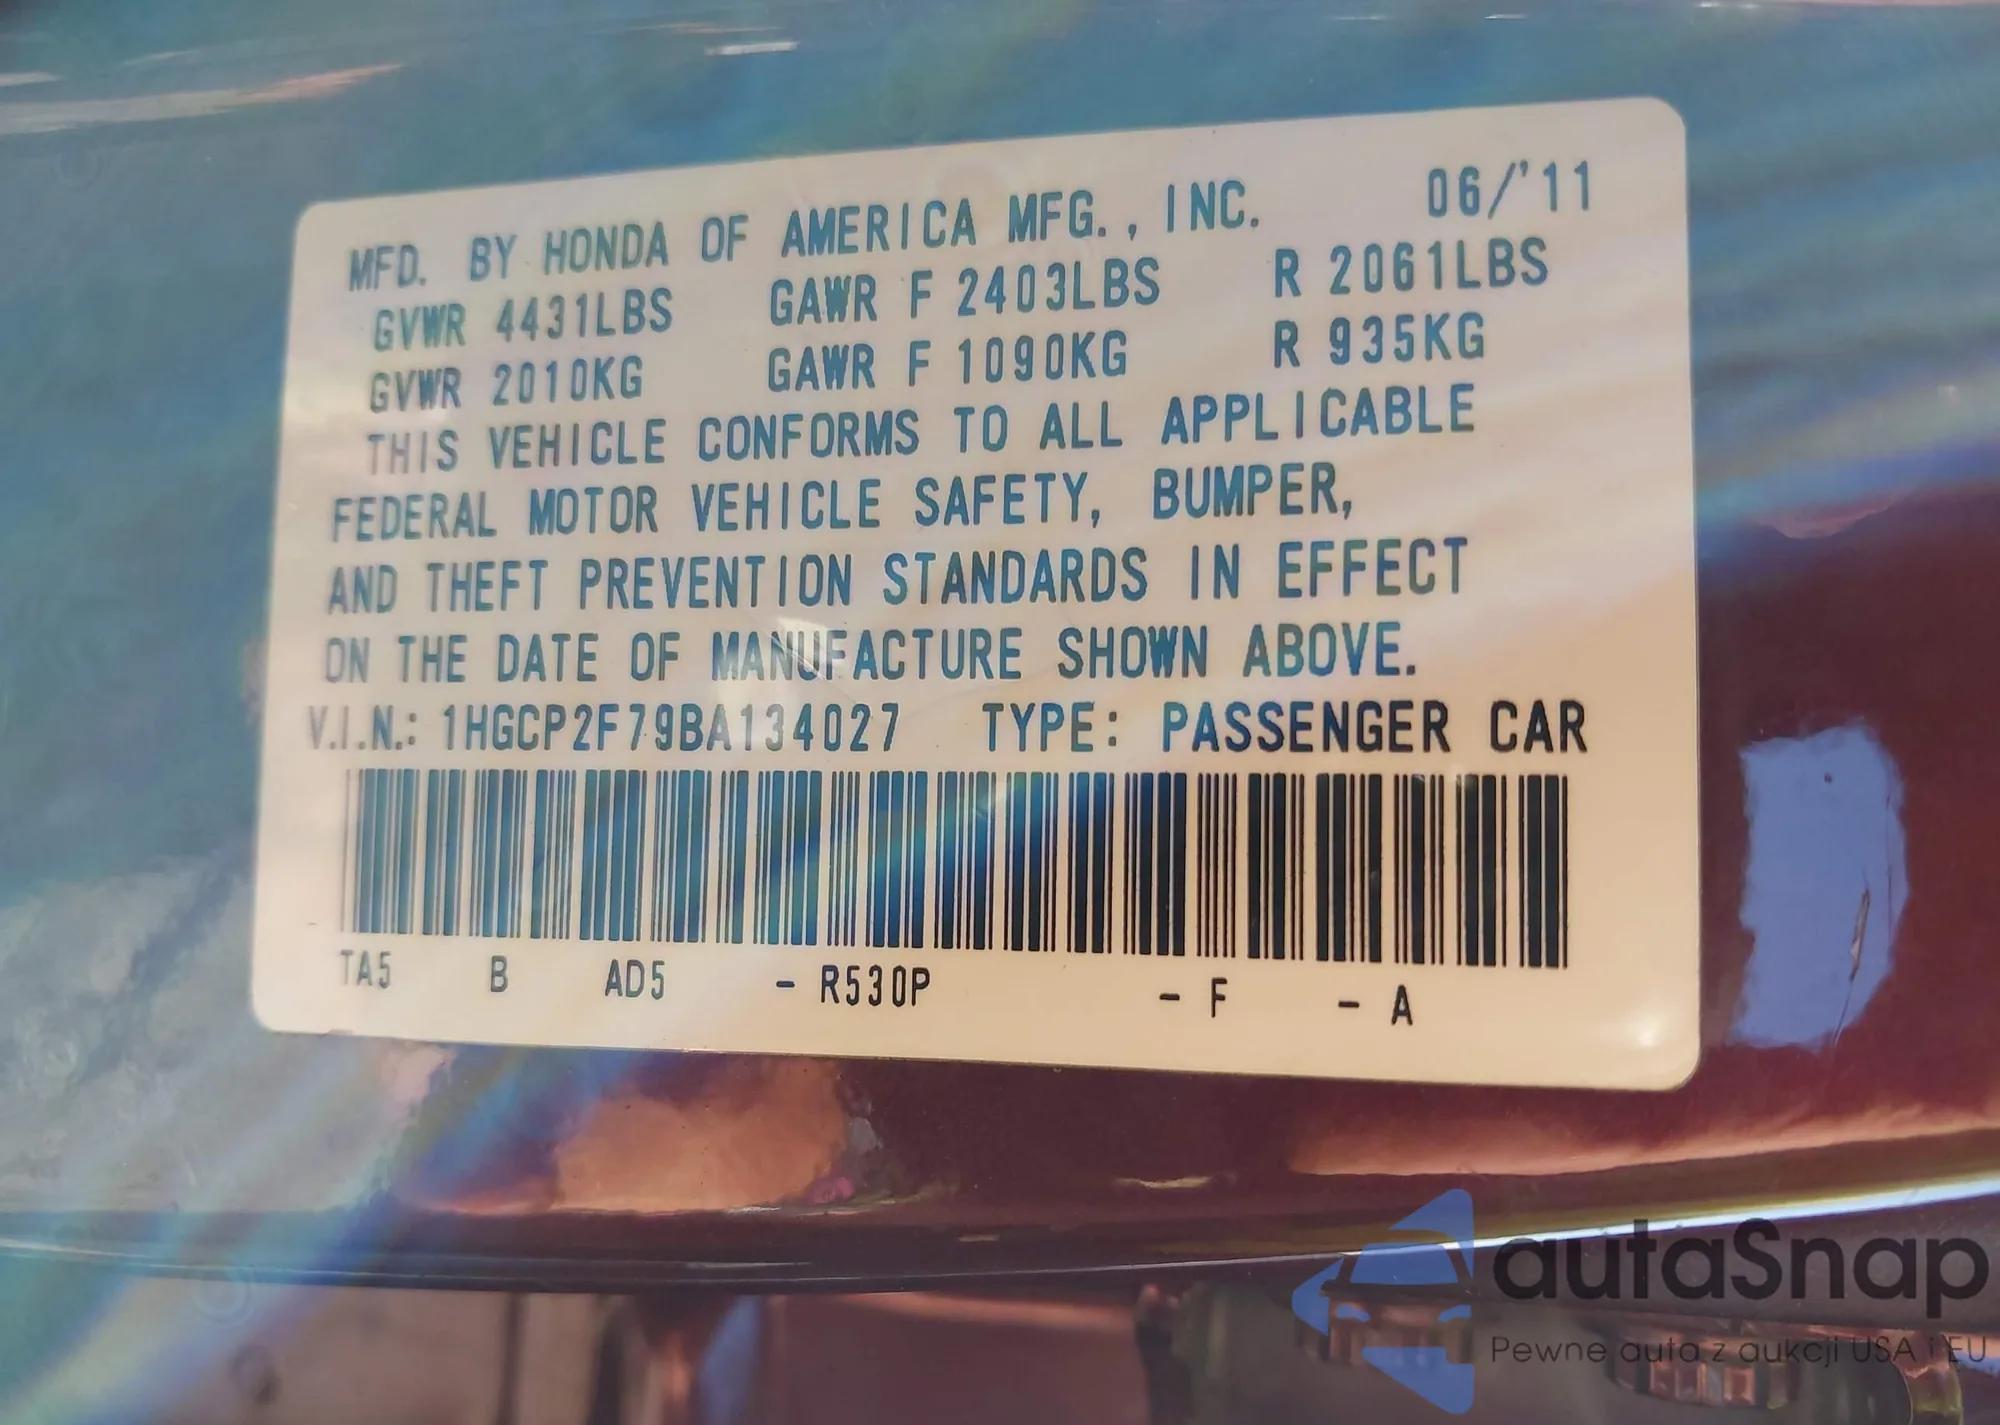 MFD. BY HONDA OF AMERICA MFG., INC. 06/'11
GVWR 4431LBS GAWR F 2403LBS R 2061LBS
GVWR 2010KG GAWR F 1090KG R 935KG
THIS VEHICLE CONFORMS TO ALL APPLICABLE
FEDERAL MOTOR VEHICLE SAFETY, BUMPER,
AND THEFT PREVENTION STANDARDS IN EFFECT
ON THE DATE OF MANUFACTURE SHOWN ABOVE.
V.I.N.: 1HGCP2F79BA134027 TYPE: PASSENGER CAR
TA5 B AD5 - R530P - F - A
autaSnap
Pewne auta z aukcji USA i EU